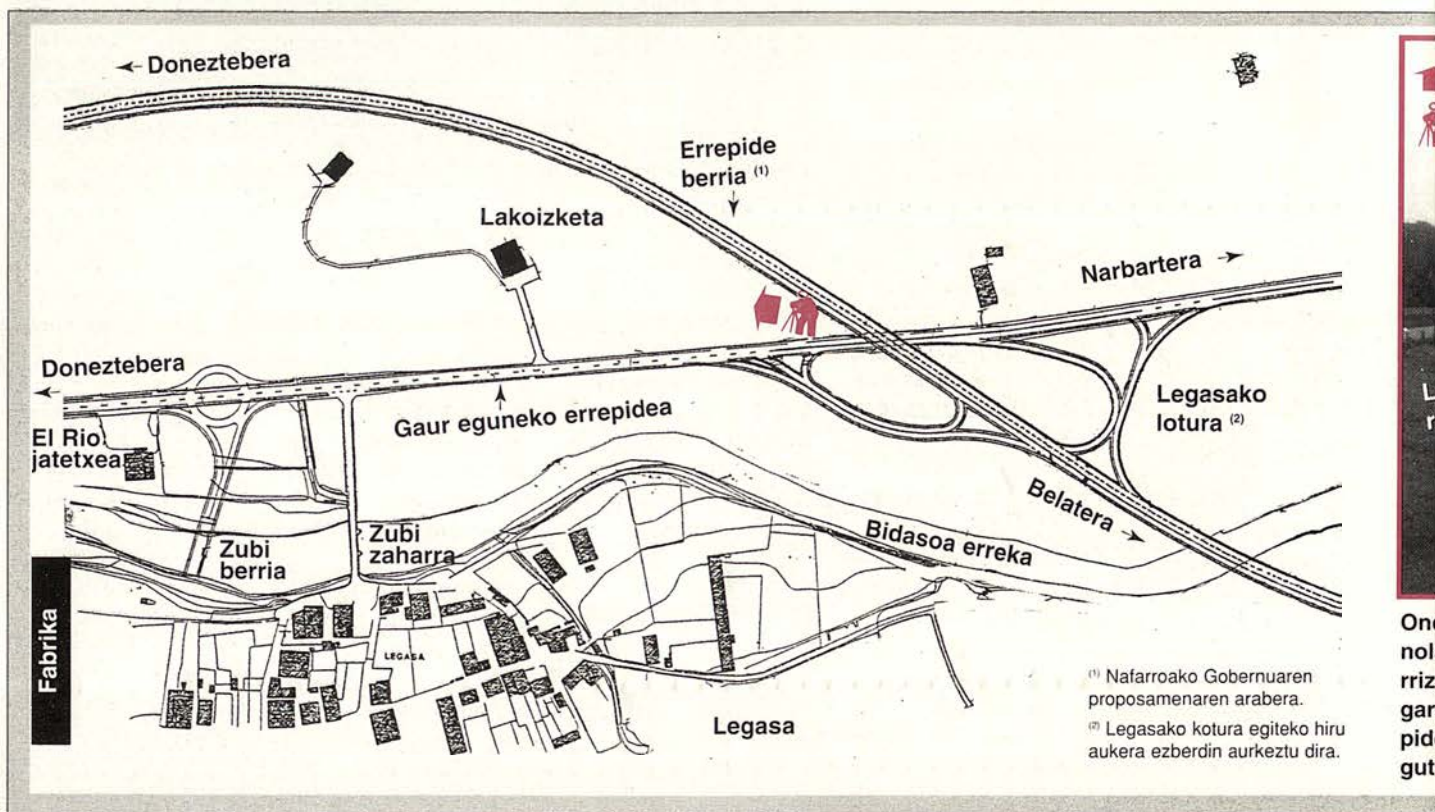 ← Doneztebera
Errepide
berria (1)
Lakoizketa
Narbartera →
Doneztebera
←
Gaur eguneko errepidea
Legasako
lotura (2)
El Rio
jatetxea
Zubi
berria
Zubi
zaharra
Bidasoa erreka
Belatera
→
Fabrika
LEGASA
Legasa
(1) Nafarroako Gobernuaren
proposamenaren arabera.
(2) Legasako kotura egiteko hiru
aukera ezberdin aurkeztu dira.